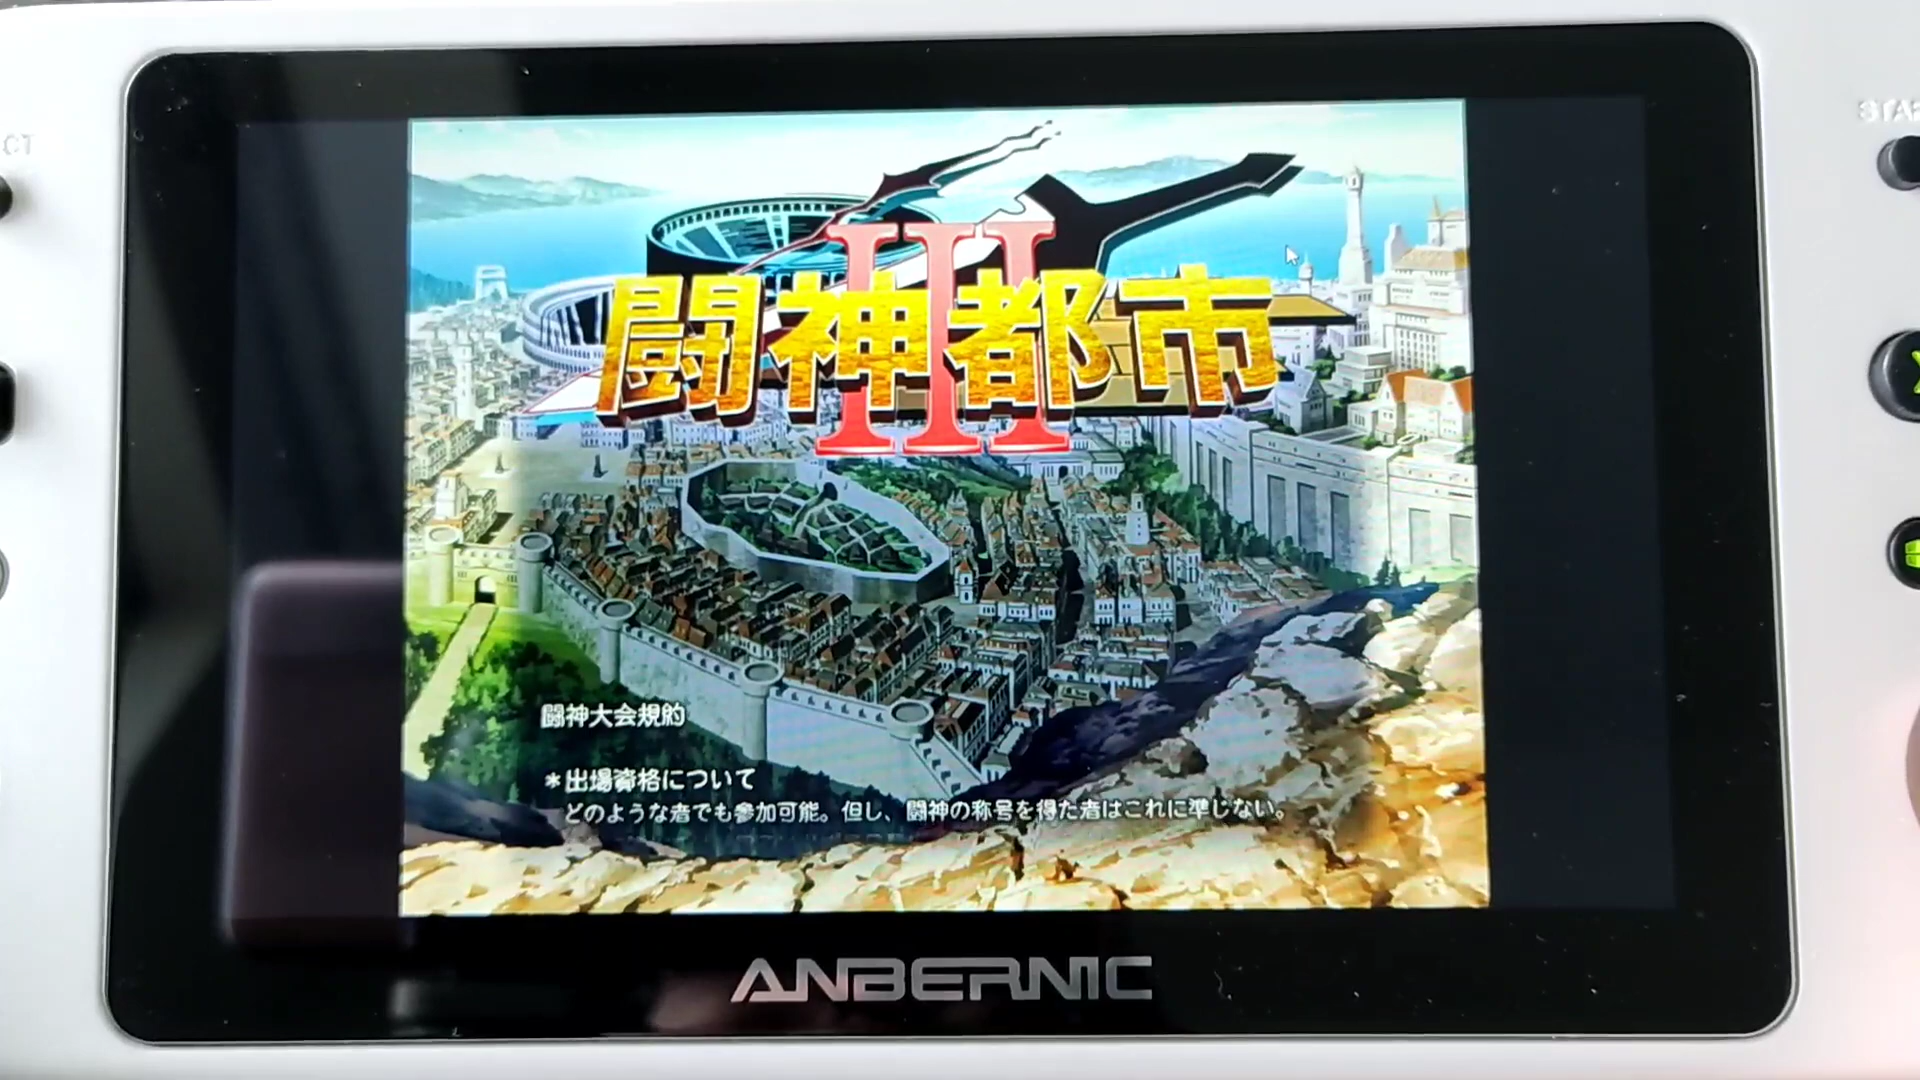 CT
STAR
III
闘神都市
闘神大会規約
＊出場資格について
どのような者でも参加可能。但し、闘神の称号を得た者はこれに準じない。
ANBERNIC